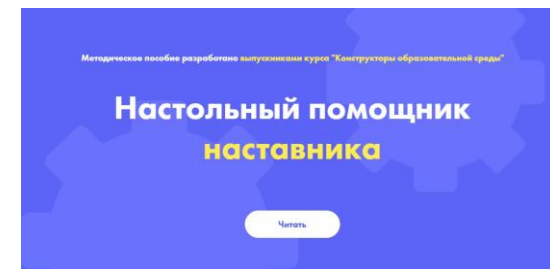 Методическое пособие разработано выпускниками курса "Конструкторы образовательной среды"
Настольный помощник
наставника
Читать